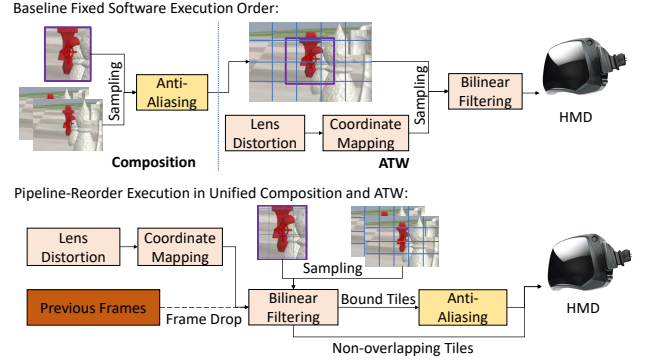 Baseline Fixed Software Execution Order:
Sampling
Anti-
Aliasing
Composition
Lens
Distortion
Coordinate
Mapping
ATW
Sampling
Bilinear
Filtering
HMD
Pipeline-Reorder Execution in Unified Composition and ATW:
Lens
Distortion
Coordinate
Mapping
Sampling
Previous Frames
Frame Drop
Bilinear
Filtering
Bound Tiles
Anti-
Aliasing
HMD
Non-overlapping Tiles